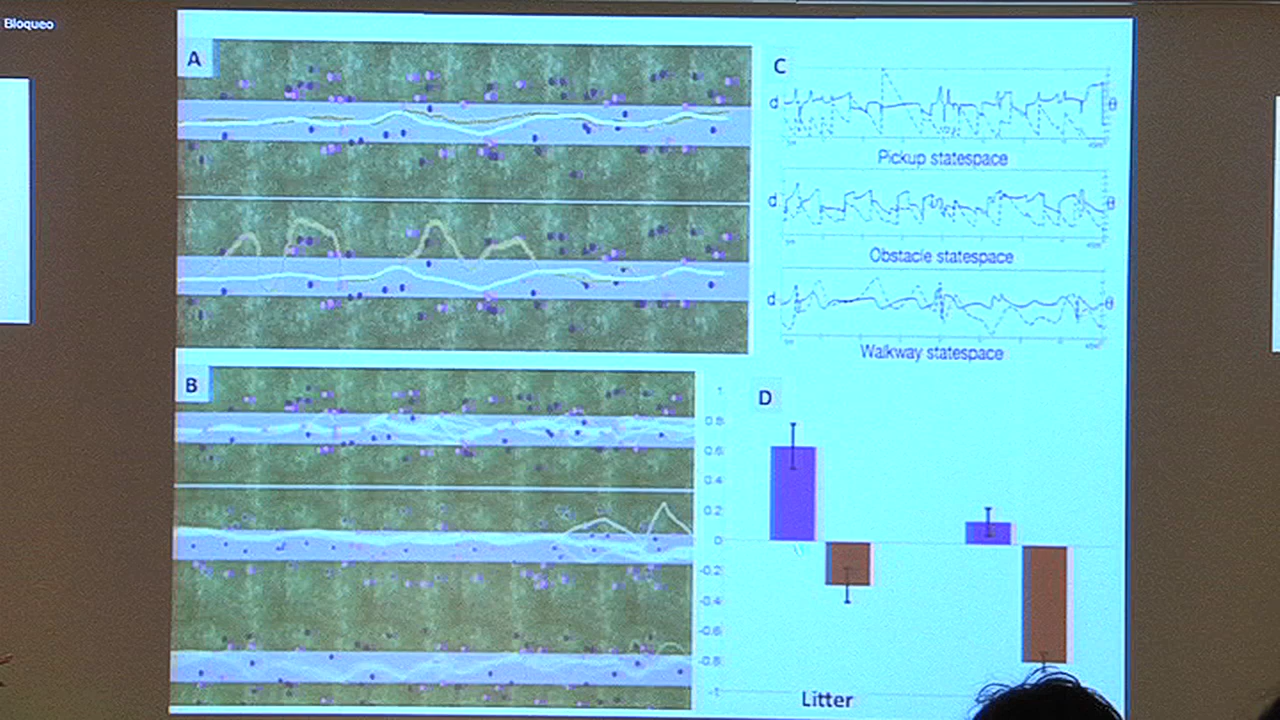 Bloqueo
A
C
d
θ
Pickup statespace
d
θ
Obstacle statespace
d
θ
Walkway statespace
B
D
1
0.8
0.6
0.4
0.2
0
-0.2
-0.4
-0.6
-0.8
-1
Litter